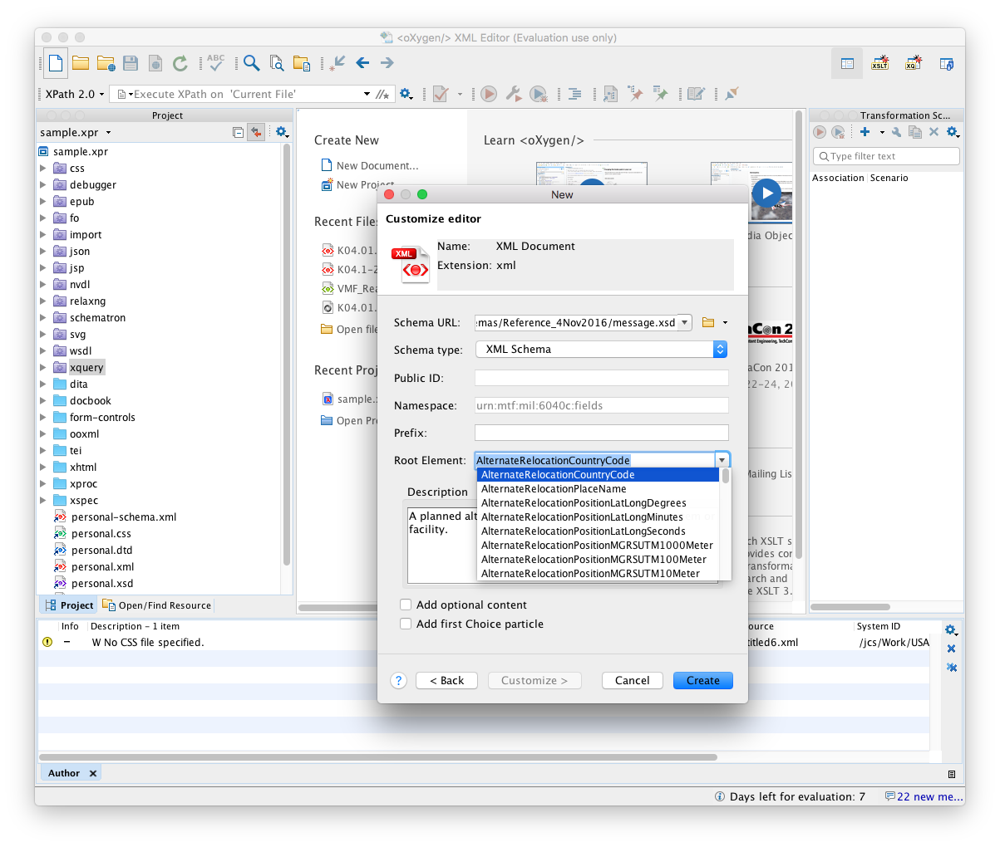 <oXygen/> XML Editor (Evaluation use only)
ABC
XSLT
XQ
XPath 2.0
Execute XPath on 'Current File'
Project
sample.xpr
sample.xpr
css
debugger
epub
fo
import
json
jsp
nvdl
relaxng
schematron
svg
wsdl
xquery
dita
docbook
form-controls
ooxml
tei
xhtml
xproc
xspec
personal-schema.xml
personal.css
personal.dtd
personal.xml
personal.xsd
Project
Open/Find Resource
Create New
New Document...
New Project
Recent Files
K04.01.
K04.1-2
VMF_Rea
K04.01.
Open file
Recent Proj
sample.x
Open Pr
Learn <oXygen/>
dia Objec
aCon 201
22-24, 20
Mailing Lis
ch XSLT s
ovides con
ransforma
arch and
e XSLT 3.
Transformation Sc...
Type filter text
Association
Scenario
New
Customize editor
XML
Name: XML Document
Extension: xml
Schema URL: emas/Reference_4Nov2016/message.xsd
Schema type: XML Schema
Public ID:
Namespace: urn:mtf:mil:6040c:fields
Prefix:
Root Element: AlternateRelocationCountryCode
AlternateRelocationCountryCode
AlternateRelocationPlaceName
AlternateRelocationPositionLatLongDegrees
AlternateRelocationPositionLatLongMinutes
AlternateRelocationPositionLatLongSeconds
AlternateRelocationPositionMGRSUTM1000Meter
AlternateRelocationPositionMGRSUTM100Meter
AlternateRelocationPositionMGRSUTM10Meter
Description
A planned alt
facility.
Add optional content
Add first Choice particle
?
< Back
Customize >
Cancel
Create
Info
Description - 1 item
ource
System ID
W No CSS file specified.
titled6.xml
/jcs/Work/USA
Author
Days left for evaluation: 7
22 new me...